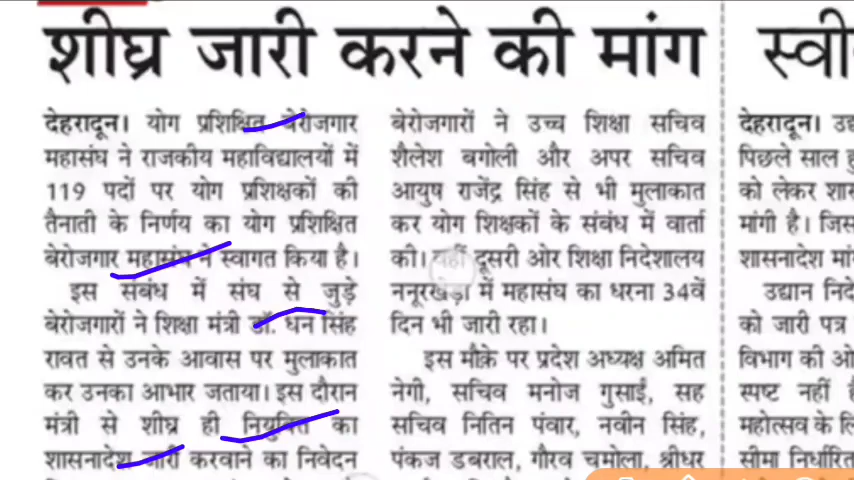 शीघ्र जारी करने की मांग
देहरादून। योग प्रशिक्षित बेरोजगार
महासंघ ने राजकीय महाविद्यालयों में
119 पदों पर योग प्रशिक्षकों की
तैनाती के निर्णय का योग प्रशिक्षित
बेरोजगार महासंघ ने स्वागत किया है।
इस संबंध में संघ से जुड़े
बेरोजगारों ने शिक्षा मंत्री डॉ. धन सिंह
रावत से उनके आवास पर मुलाकात
कर उनका आभार जताया। इस दौरान
मंत्री से शीघ्र ही नियुक्ति का
शासनादेश जारी करवाने का निवेदन
बेरोजगारों ने उच्च शिक्षा सचिव
शैलेश बगोली और अपर सचिव
आयुष राजेंद्र सिंह से भी मुलाकात
कर योग शिक्षकों के संबंध में वार्ता
की। वहीं दूसरी ओर शिक्षा निदेशालय
ननूरखेड़ा में महासंघ का धरना 34वें
दिन भी जारी रहा।
इस मौके पर प्रदेश अध्यक्ष अमित
नेगी, सचिव मनोज गुसाईं, सह
सचिव नितिन पंवार, नवीन सिंह,
पंकज डबराल, गौरव चमोला, श्रीधर
देहरादून।
पिछले साल
को लेकर
मांगी है।
शासनादेश
उद्यान
को जारी पत्र
विभाग की
स्पष्ट नहीं
महोत्सव के
सीमा